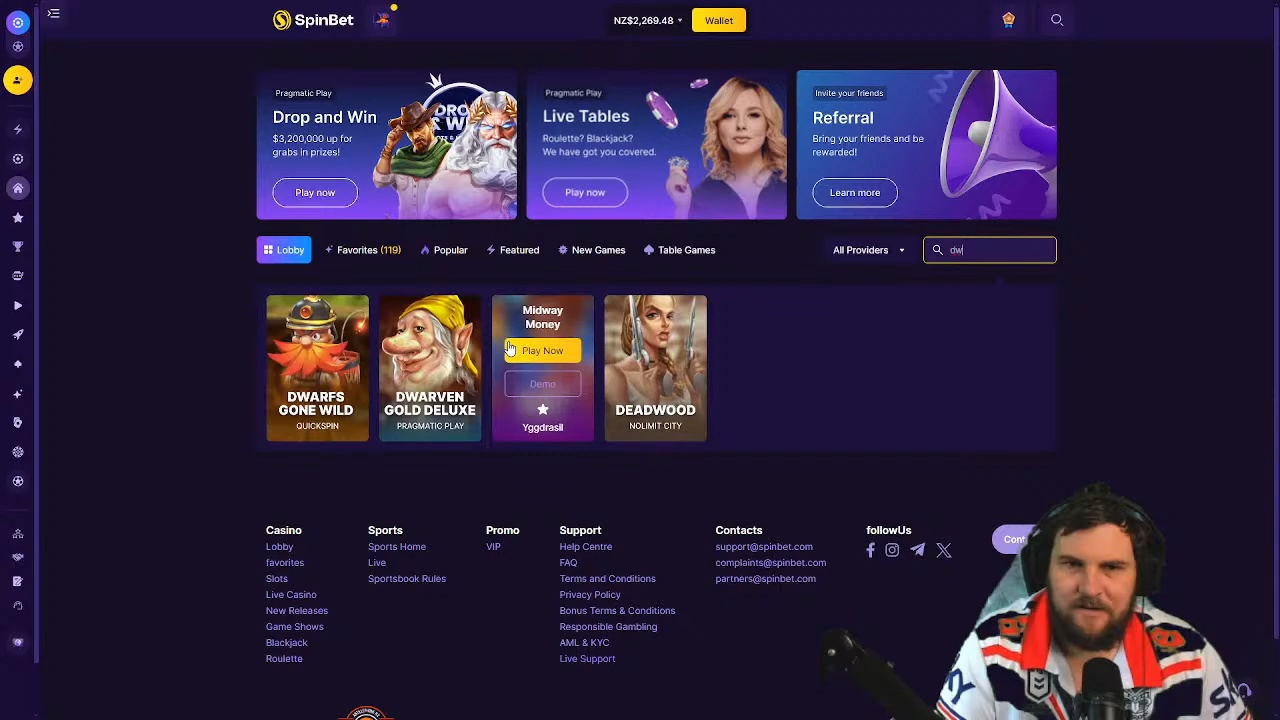 SpinBet
NZ$2,269.48
Wallet
Pragmatic Play
Drop and Win
$3,200,000 up for
grabs in prizes!
Play now
Pragmatic Play
Live Tables
Roulette? Blackjack?
We have got you covered.
Play now
Invite your friends
Referral
Bring your friends and be
rewarded!
Learn more
Lobby
Favorites (119)
Popular
Featured
New Games
Table Games
All Providers
dw
DWARFS
GONE WILD
QUICKSPIN
DWARVEN
GOLD DELUXE
PRAGMATIC PLAY
Midway
Money
Play Now
Demo
Yggdrasil
DEADWOOD
NOLIMIT CITY
Casino
Lobby
favorites
Slots
Live Casino
New Releases
Game Shows
Blackjack
Roulette
Sports
Sports Home
Live
Sportsbook Rules
Promo
VIP
Support
Help Centre
FAQ
Terms and Conditions
Privacy Policy
Bonus Terms & Conditions
Responsible Gambling
AML & KYC
Live Support
Contacts
support@spinbet.com
complaints@spinbet.com
partners@spinbet.com
followUs
Cont